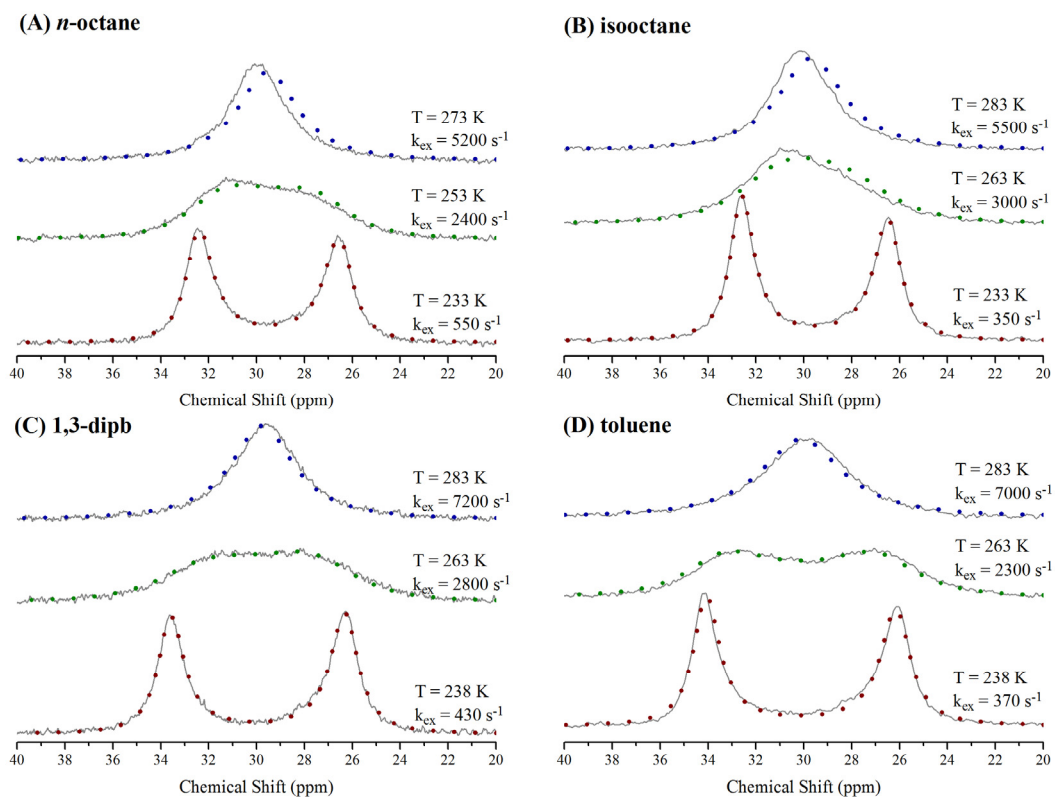 (A) n-octane
T = 273 K
kex = 5200 s-1
T = 253 K
kex = 2400 s-1
T = 233 K
kex = 550 s-1
40 38 36 34 32 30 28 26 24 22 20
Chemical Shift (ppm)
(B) isooctane
T = 283 K
kex = 5500 s-1
T = 263 K
kex = 3000 s-1
T = 233 K
kex = 350 s-1
40 38 36 34 32 30 28 26 24 22 20
Chemical Shift (ppm)
(C) 1,3-dipb
T = 283 K
kex = 7200 s-1
T = 263 K
kex = 2800 s-1
T = 238 K
kex = 430 s-1
40 38 36 34 32 30 28 26 24 22 20
Chemical Shift (ppm)
(D) toluene
T = 283 K
kex = 7000 s-1
T = 263 K
kex = 2300 s-1
T = 238 K
kex = 370 s-1
40 38 36 34 32 30 28 26 24 22 20
Chemical Shift (ppm)